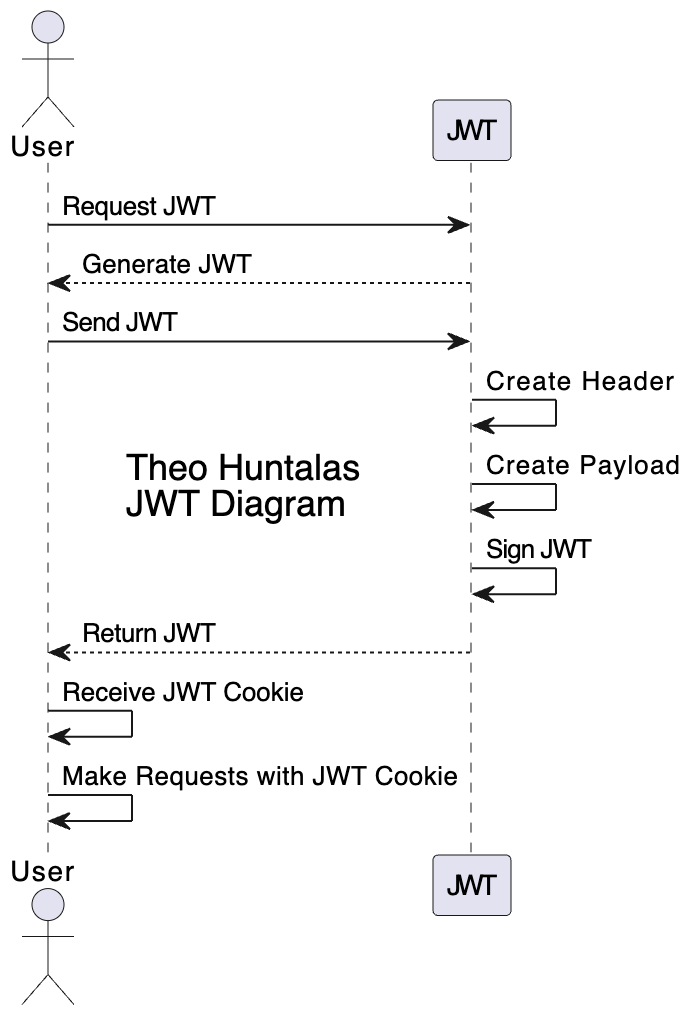 User
JWT
Request JWT
Generate JWT
Send JWT
Create Header
Theo Huntalas
JWT Diagram
Create Payload
Sign JWT
Return JWT
Receive JWT Cookie
Make Requests with JWT Cookie
User
JWT